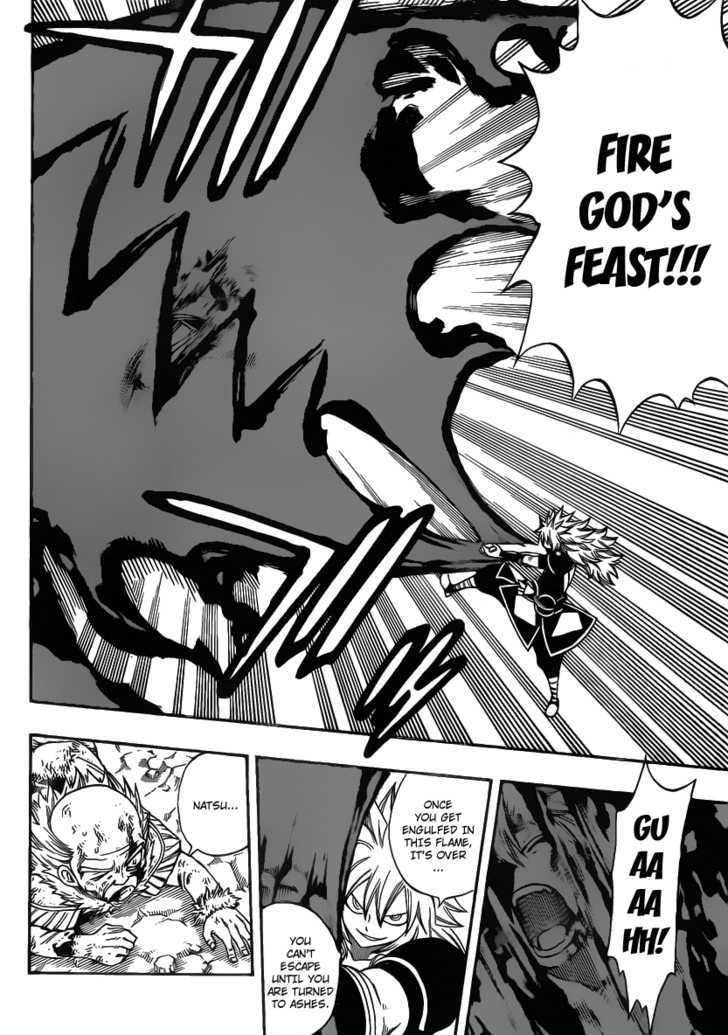 FIRE
GOD'S
FEAST!!!
GU
AA
AA
HH!
ONCE
YOU GET
ENGULFED IN
THIS FLAME,
IT'S OVER
...
YOU
CAN'T
ESCAPE
UNTIL YOU
ARE TURNED
TO ASHES.
NATSU...